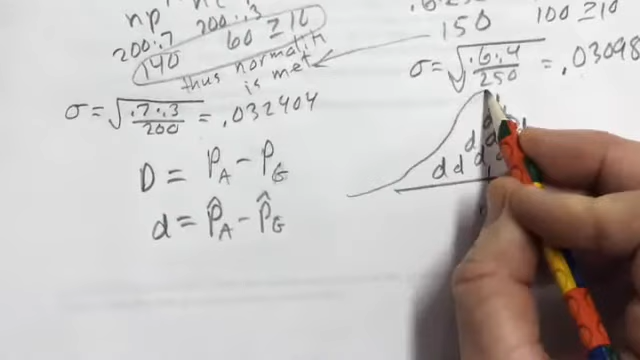 np
200·.7 200·.3
140 60 ≥ 10
thus normality
is met
σ = √(.7·.3/200) = .032404
150 100 ≥ 10
σ = √(.6·.4/250) = .03098
D = P_A − P_G
d = p̂_A − p̂_G
d d d d d